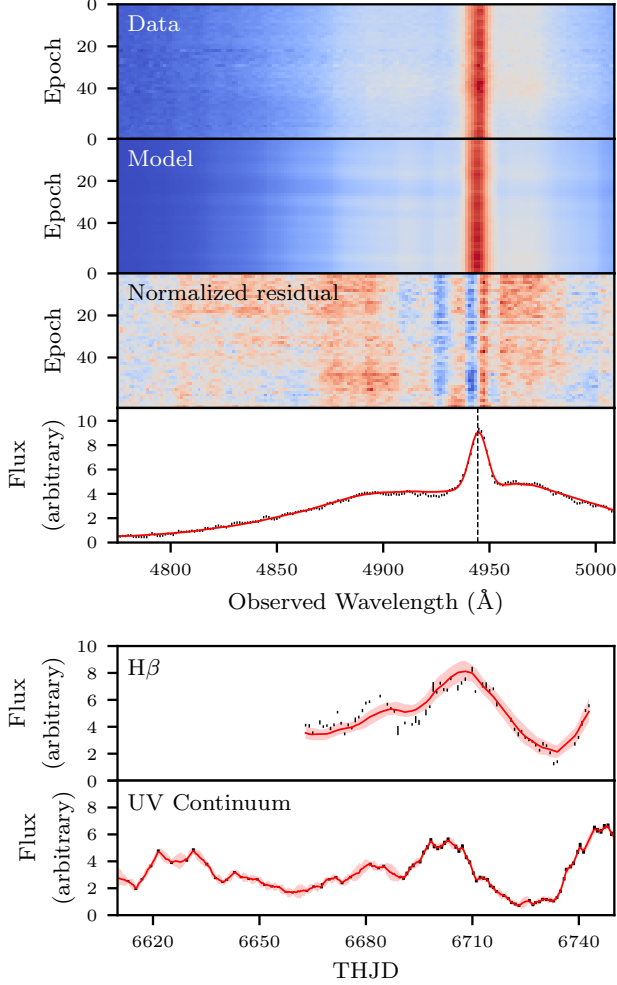 0
Data
Epoch
40
0
Model
Epoch
20
40
0
Normalized residual
Epoch
20
40
Flux
(arbitrary)
10
8
6
4
2
0
4800 4850 4900 4950 5000
Observed Wavelength (Å)
Hβ
Flux
(arbitrary)
10
8
6
4
2
0
UV Continuum
Flux
(arbitrary)
8
6
4
2
0
6620 6650 6680 6710 6740
THJD